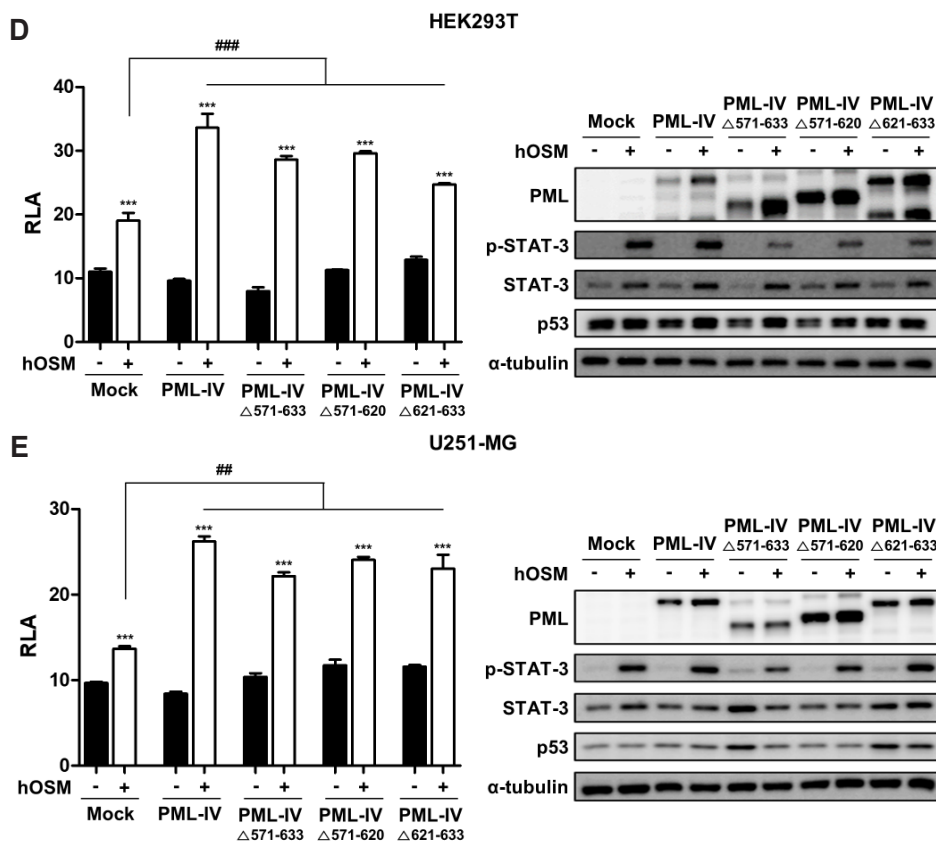 D
HEK293T
###
RLA
40
30
20
10
0
***
***
***
***
***
hOSM - + - + - + - + - +
Mock PML-IV PML-IV PML-IV PML-IV
△571-633 △571-620 △621-633
PML-IV PML-IV PML-IV
Mock PML-IV △571-633 △571-620 △621-633
hOSM - + - + - + - + - +
PML
p-STAT-3
STAT-3
p53
α-tubulin
E
U251-MG
##
RLA
30
20
10
0
***
***
***
***
***
hOSM - + - + - + - + - +
Mock PML-IV PML-IV PML-IV PML-IV
△571-633 △571-620 △621-633
PML-IV PML-IV PML-IV
Mock PML-IV △571-633 △571-620 △621-633
hOSM - + - + - + - + - +
PML
p-STAT-3
STAT-3
p53
α-tubulin